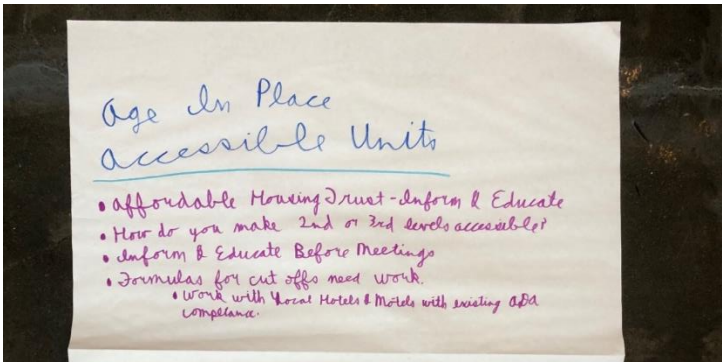 Age In Place
Accessible Units
• Affordable Housing Trust - Inform & Educate
• How do you make 2nd or 3rd levels accessible?
• Inform & Educate Before Meetings
• Formulas for cut offs need work.
• Work with Local Hotels & Motels with existing ADA
compliance.